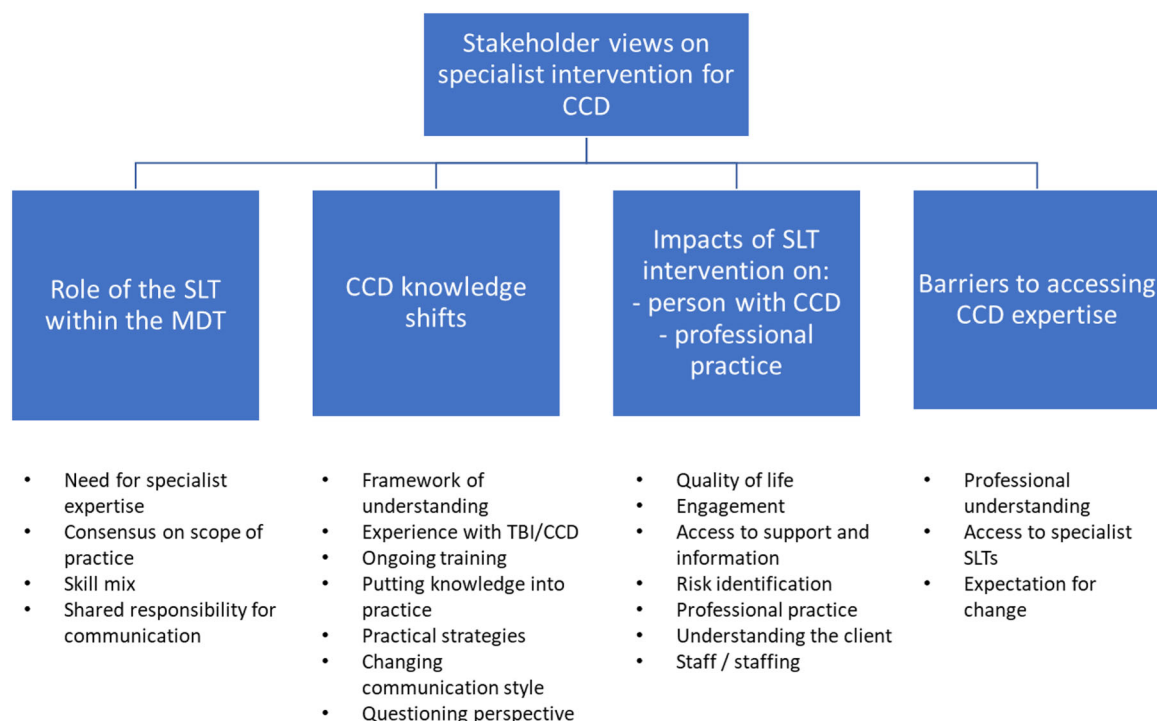 Stakeholder views on
specialist intervention for
CCD
Role of the SLT
within the MDT
CCD knowledge
shifts
Impacts of SLT
intervention on:
- person with CCD
- professional
practice
Barriers to accessing
CCD expertise
• Need for specialist
expertise
• Consensus on scope of
practice
• Skill mix
• Shared responsibility for
communication
• Framework of
understanding
• Experience with TBI/CCD
• Ongoing training
• Putting knowledge into
practice
• Practical strategies
• Changing
communication style
• Questioning perspective
• Quality of life
• Engagement
• Access to support and
information
• Risk identification
• Professional practice
• Understanding the client
• Staff / staffing
• Professional
understanding
• Access to specialist
SLTs
• Expectation for
change